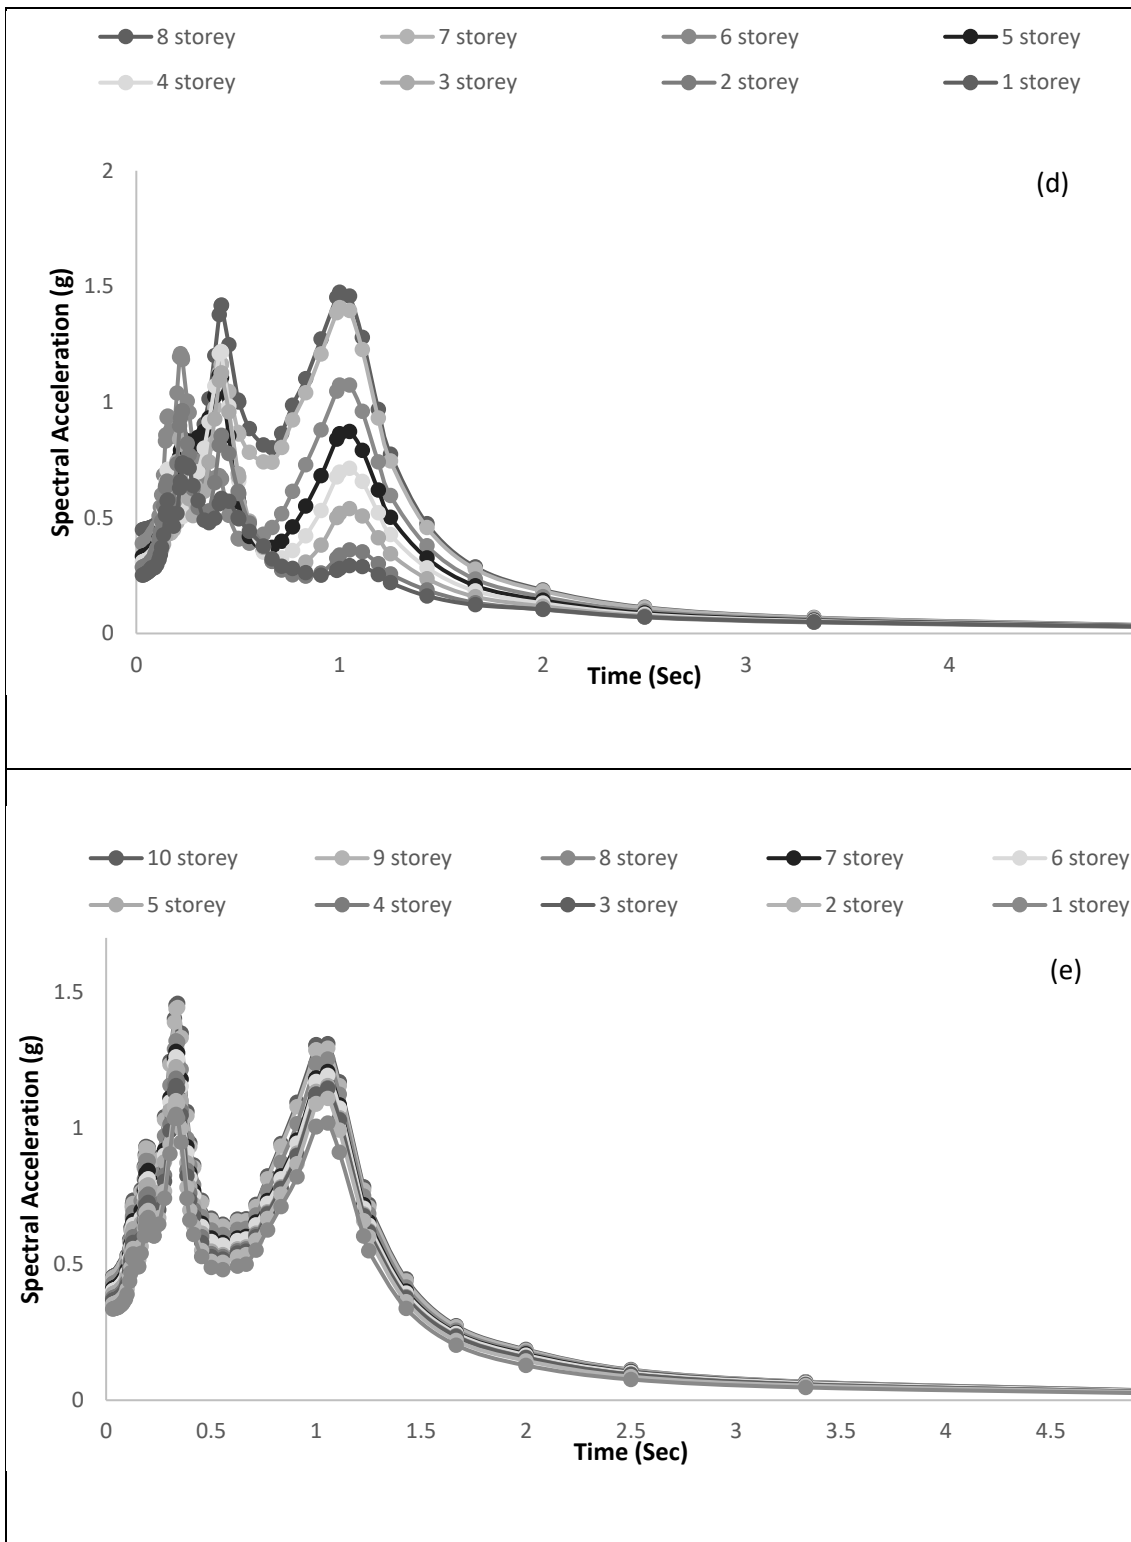 8 storey 7 storey 6 storey 5 storey
4 storey 3 storey 2 storey 1 storey
(d)
2
1.5
1
0.5
0
Spectral Acceleration (g)
0 1 2 3 4
Time (Sec)
10 storey 9 storey 8 storey 7 storey 6 storey
5 storey 4 storey 3 storey 2 storey 1 storey
(e)
1.5
1
0.5
0
Spectral Acceleration (g)
0 0.5 1 1.5 2 2.5 3 3.5 4 4.5
Time (Sec)